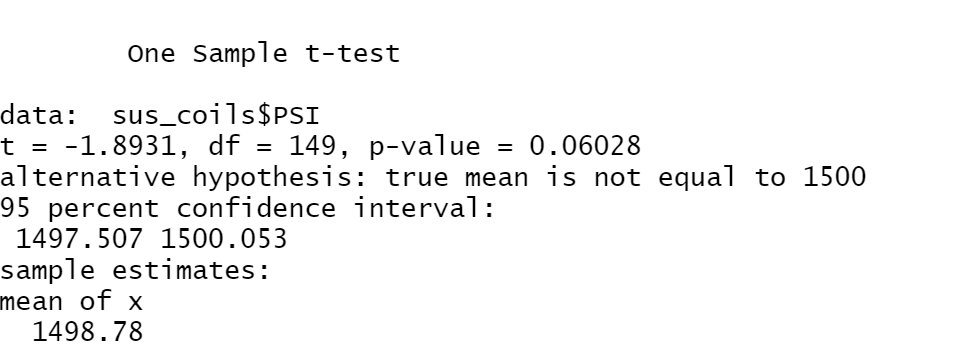 One Sample t-test
data: sus_coils$PSI
t = -1.8931, df = 149, p-value = 0.06028
alternative hypothesis: true mean is not equal to 1500
95 percent confidence interval:
1497.507 1500.053
sample estimates:
mean of x
1498.78